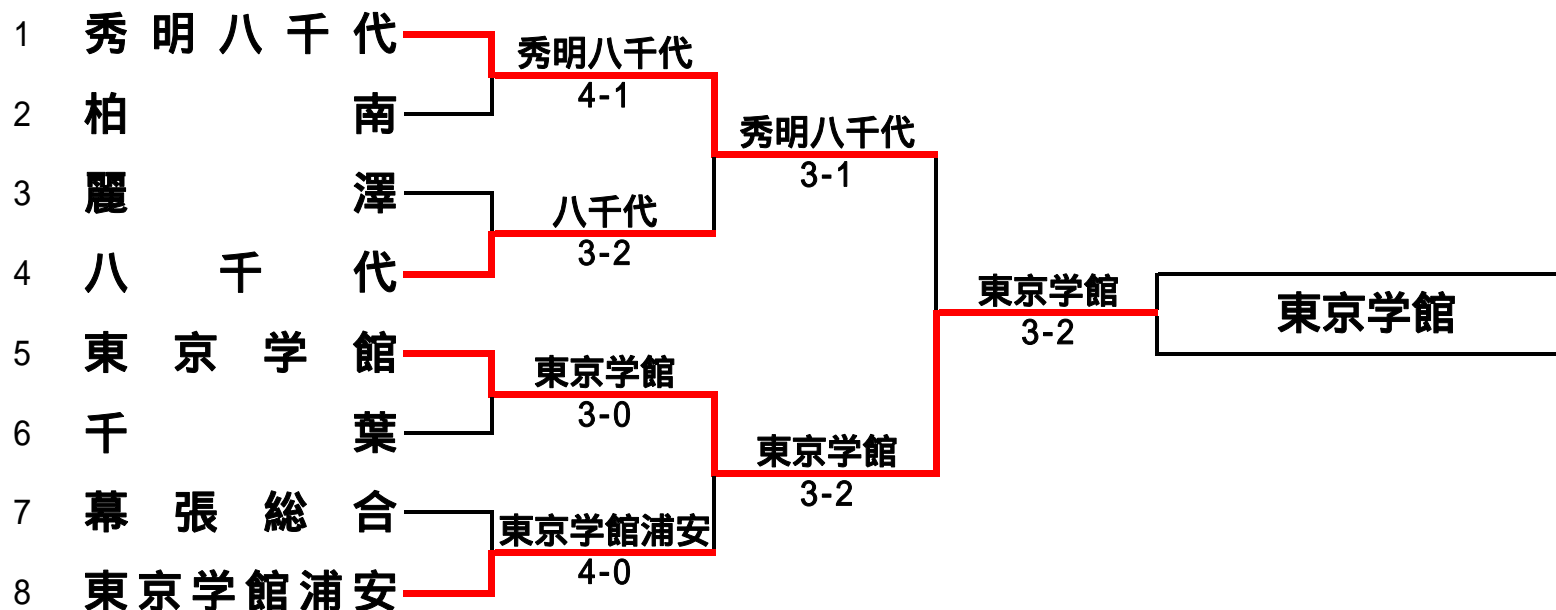 1 秀明八千代
2 柏南
3 麗澤
4 八千代
5 東京学館
6 千葉
7 幕張総合
8 東京学館浦安
秀明八千代
4-1
八千代
3-2
東京学館
3-0
東京学館浦安
4-0
秀明八千代
3-1
東京学館
3-2
東京学館
3-2
東京学館